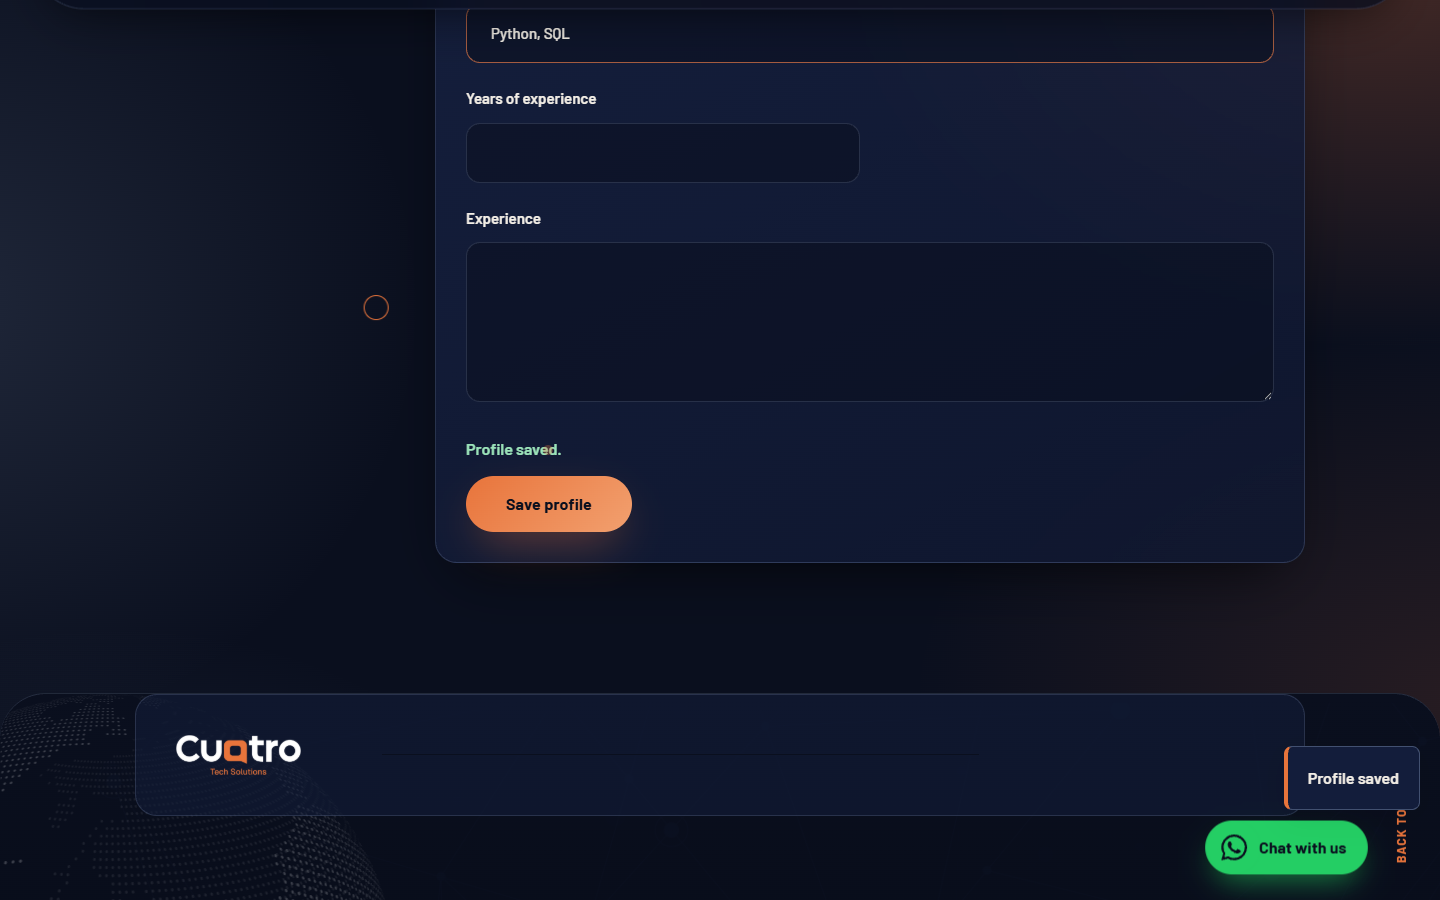 Python, SQL
Years of experience
Experience
Profile saved.
Save profile
Cuatro
Tech Solutions
Profile saved
BACK TO
Chat with us